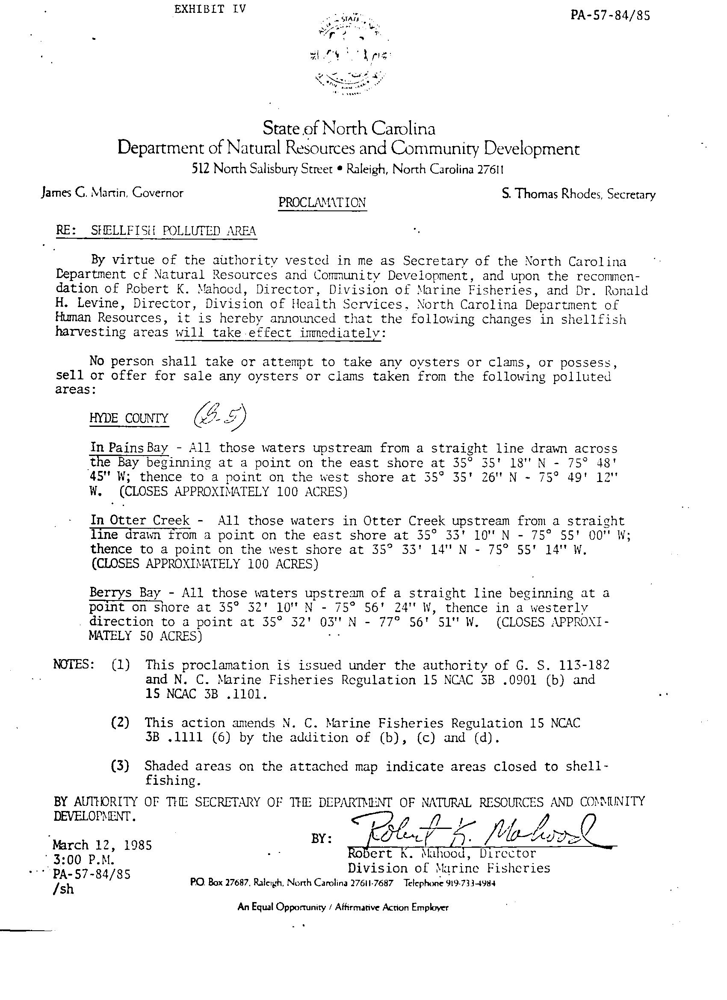 EXHIBIT IV
PA-57-84/85
STATE
State of North Carolina
Department of Natural Resources and Community Development
512 North Salisbury Street • Raleigh, North Carolina 27611
James G. Martin, Governor
S. Thomas Rhodes, Secretary
PROCLAMATION
RE: SHELLFISH POLLUTED AREA
By virtue of the authority vested in me as Secretary of the North Carolina
Department of Natural Resources and Community Development, and upon the recommen-
dation of Robert K. Mahood, Director, Division of Marine Fisheries, and Dr. Ronald
H. Levine, Director, Division of Health Services, North Carolina Department of
Human Resources, it is hereby announced that the following changes in shellfish
harvesting areas will take effect immediately:
No person shall take or attempt to take any oysters or clams, or possess,
sell or offer for sale any oysters or clams taken from the following polluted
areas:
HYDE COUNTY (B-5)
In Pains Bay - All those waters upstream from a straight line drawn across
the Bay beginning at a point on the east shore at 35° 35' 18" N - 75° 48'
45" W; thence to a point on the west shore at 35° 35' 26" N - 75° 49' 12"
W. (CLOSES APPROXIMATELY 100 ACRES)
In Otter Creek - All those waters in Otter Creek upstream from a straight
line drawn from a point on the east shore at 35° 33' 10" N - 75° 55' 00" W;
thence to a point on the west shore at 35° 33' 14" N - 75° 55' 14" W.
(CLOSES APPROXIMATELY 100 ACRES)
Berrys Bay - All those waters upstream of a straight line beginning at a
point on shore at 35° 32' 10" N - 75° 56' 24" W, thence in a westerly
direction to a point at 35° 32' 03" N - 77° 56' 51" W. (CLOSES APPROXI-
MATELY 50 ACRES)
NOTES: (1) This proclamation is issued under the authority of G. S. 113-182
and N. C. Marine Fisheries Regulation 15 NCAC 3B .0901 (b) and
15 NCAC 3B .1101.
(2) This action amends N. C. Marine Fisheries Regulation 15 NCAC
3B .1111 (6) by the addition of (b), (c) and (d).
(3) Shaded areas on the attached map indicate areas closed to shell-
fishing.
BY AUTHORITY OF THE SECRETARY OF THE DEPARTMENT OF NATURAL RESOURCES AND COMMUNITY
DEVELOPMENT.
BY: Robert K. Mahood
March 12, 1985
Robert K. Mahood, Director
3:00 P.M.
Division of Marine Fisheries
PA-57-84/85
P.O. Box 27687, Raleigh, North Carolina 27611-7687 Telephone 919-733-4984
/sh
An Equal Opportunity / Affirmative Action Employer